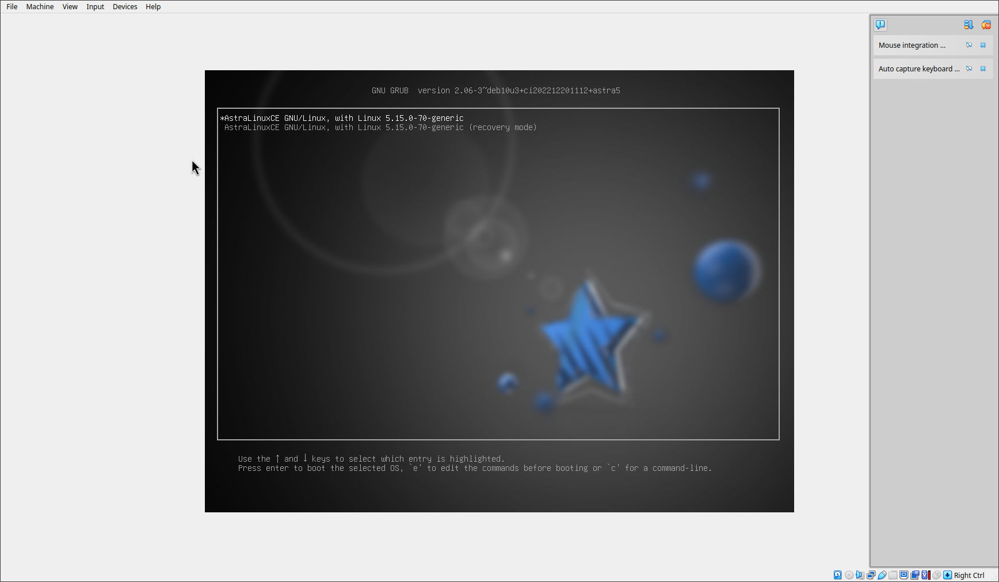 File Machine View Input Devices Help
Mouse integration ...
Auto capture keyboard ...
GNU GRUB  version 2.06-3~deb10u3+ci202212201112+astra5
*AstraLinuxCE GNU/Linux, with Linux 5.15.0-70-generic
AstraLinuxCE GNU/Linux, with Linux 5.15.0-70-generic (recovery mode)
Use the ↑ and ↓ keys to select which entry is highlighted.
Press enter to boot the selected OS, `e' to edit the commands before booting or `c' for a command-line.
Right Ctrl